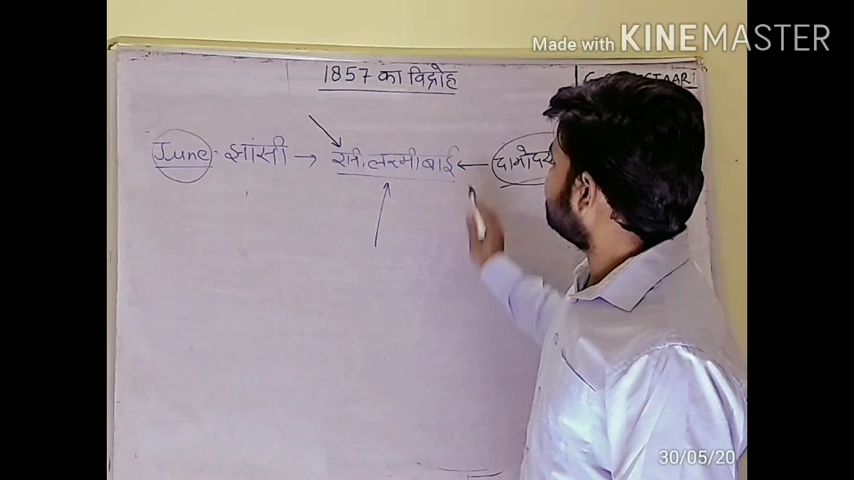 Made with KINEMASTER
1857 का विद्रोह
June - झांसी → रानी लक्ष्मीबाई ← दामोदर
30/05/20